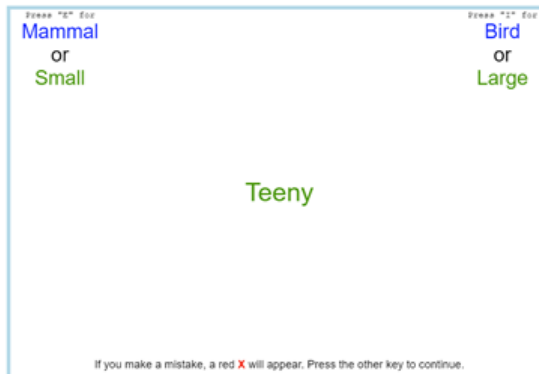 Press "E" for
Mammal
or
Small
Press "I" for
Bird
or
Large
Teeny
If you make a mistake, a red X will appear. Press the other key to continue.